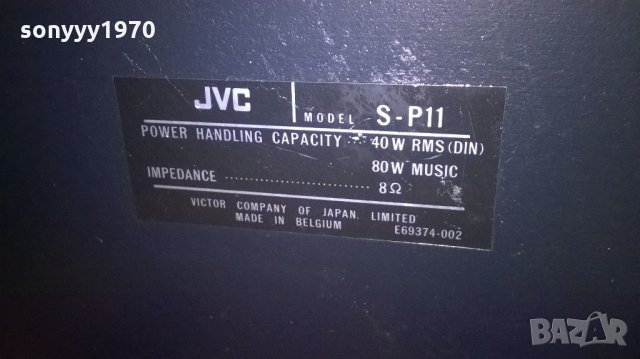 sonyyy1970
JVC MODEL S-P11
POWER HANDLING CAPACITY ... 40W RMS (DIN)
80W MUSIC
IMPEDANCE ........................... 8Ω
VICTOR COMPANY OF JAPAN, LIMITED
MADE IN BELGIUM E69374-002
BAZAR